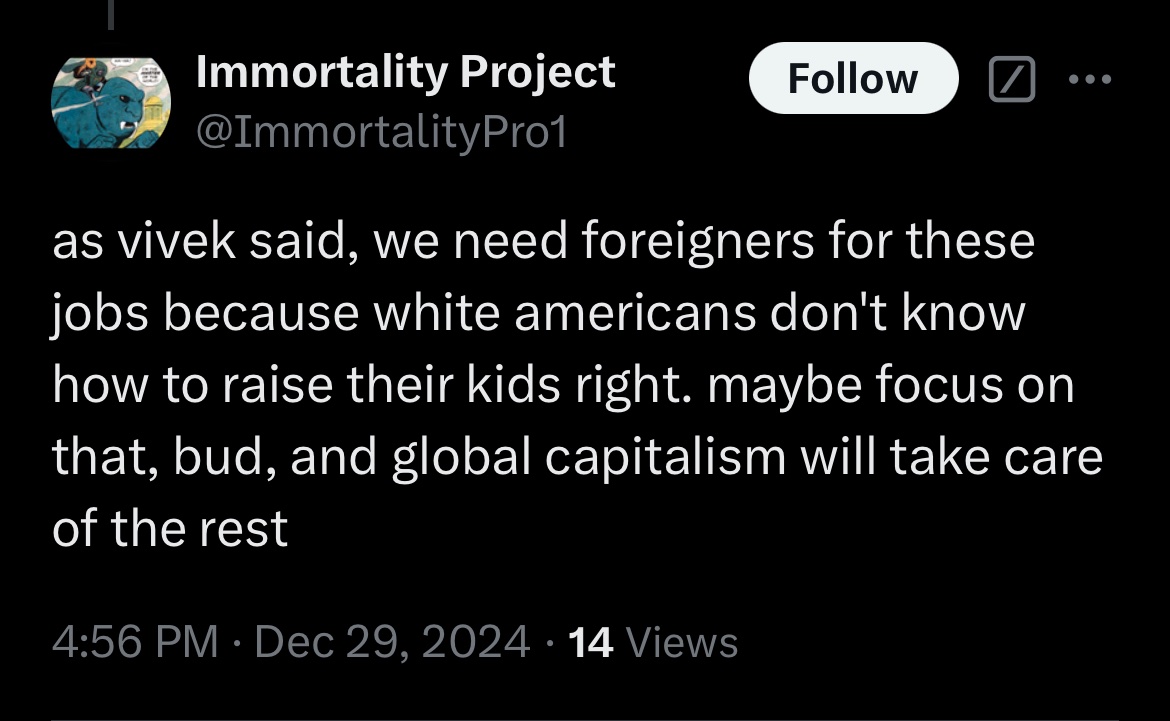 Immortality Project
@ImmortalityPro1
Follow
as vivek said, we need foreigners for these
jobs because white americans don't know
how to raise their kids right. maybe focus on
that, bud, and global capitalism will take care
of the rest
4:56 PM · Dec 29, 2024 · 14 Views